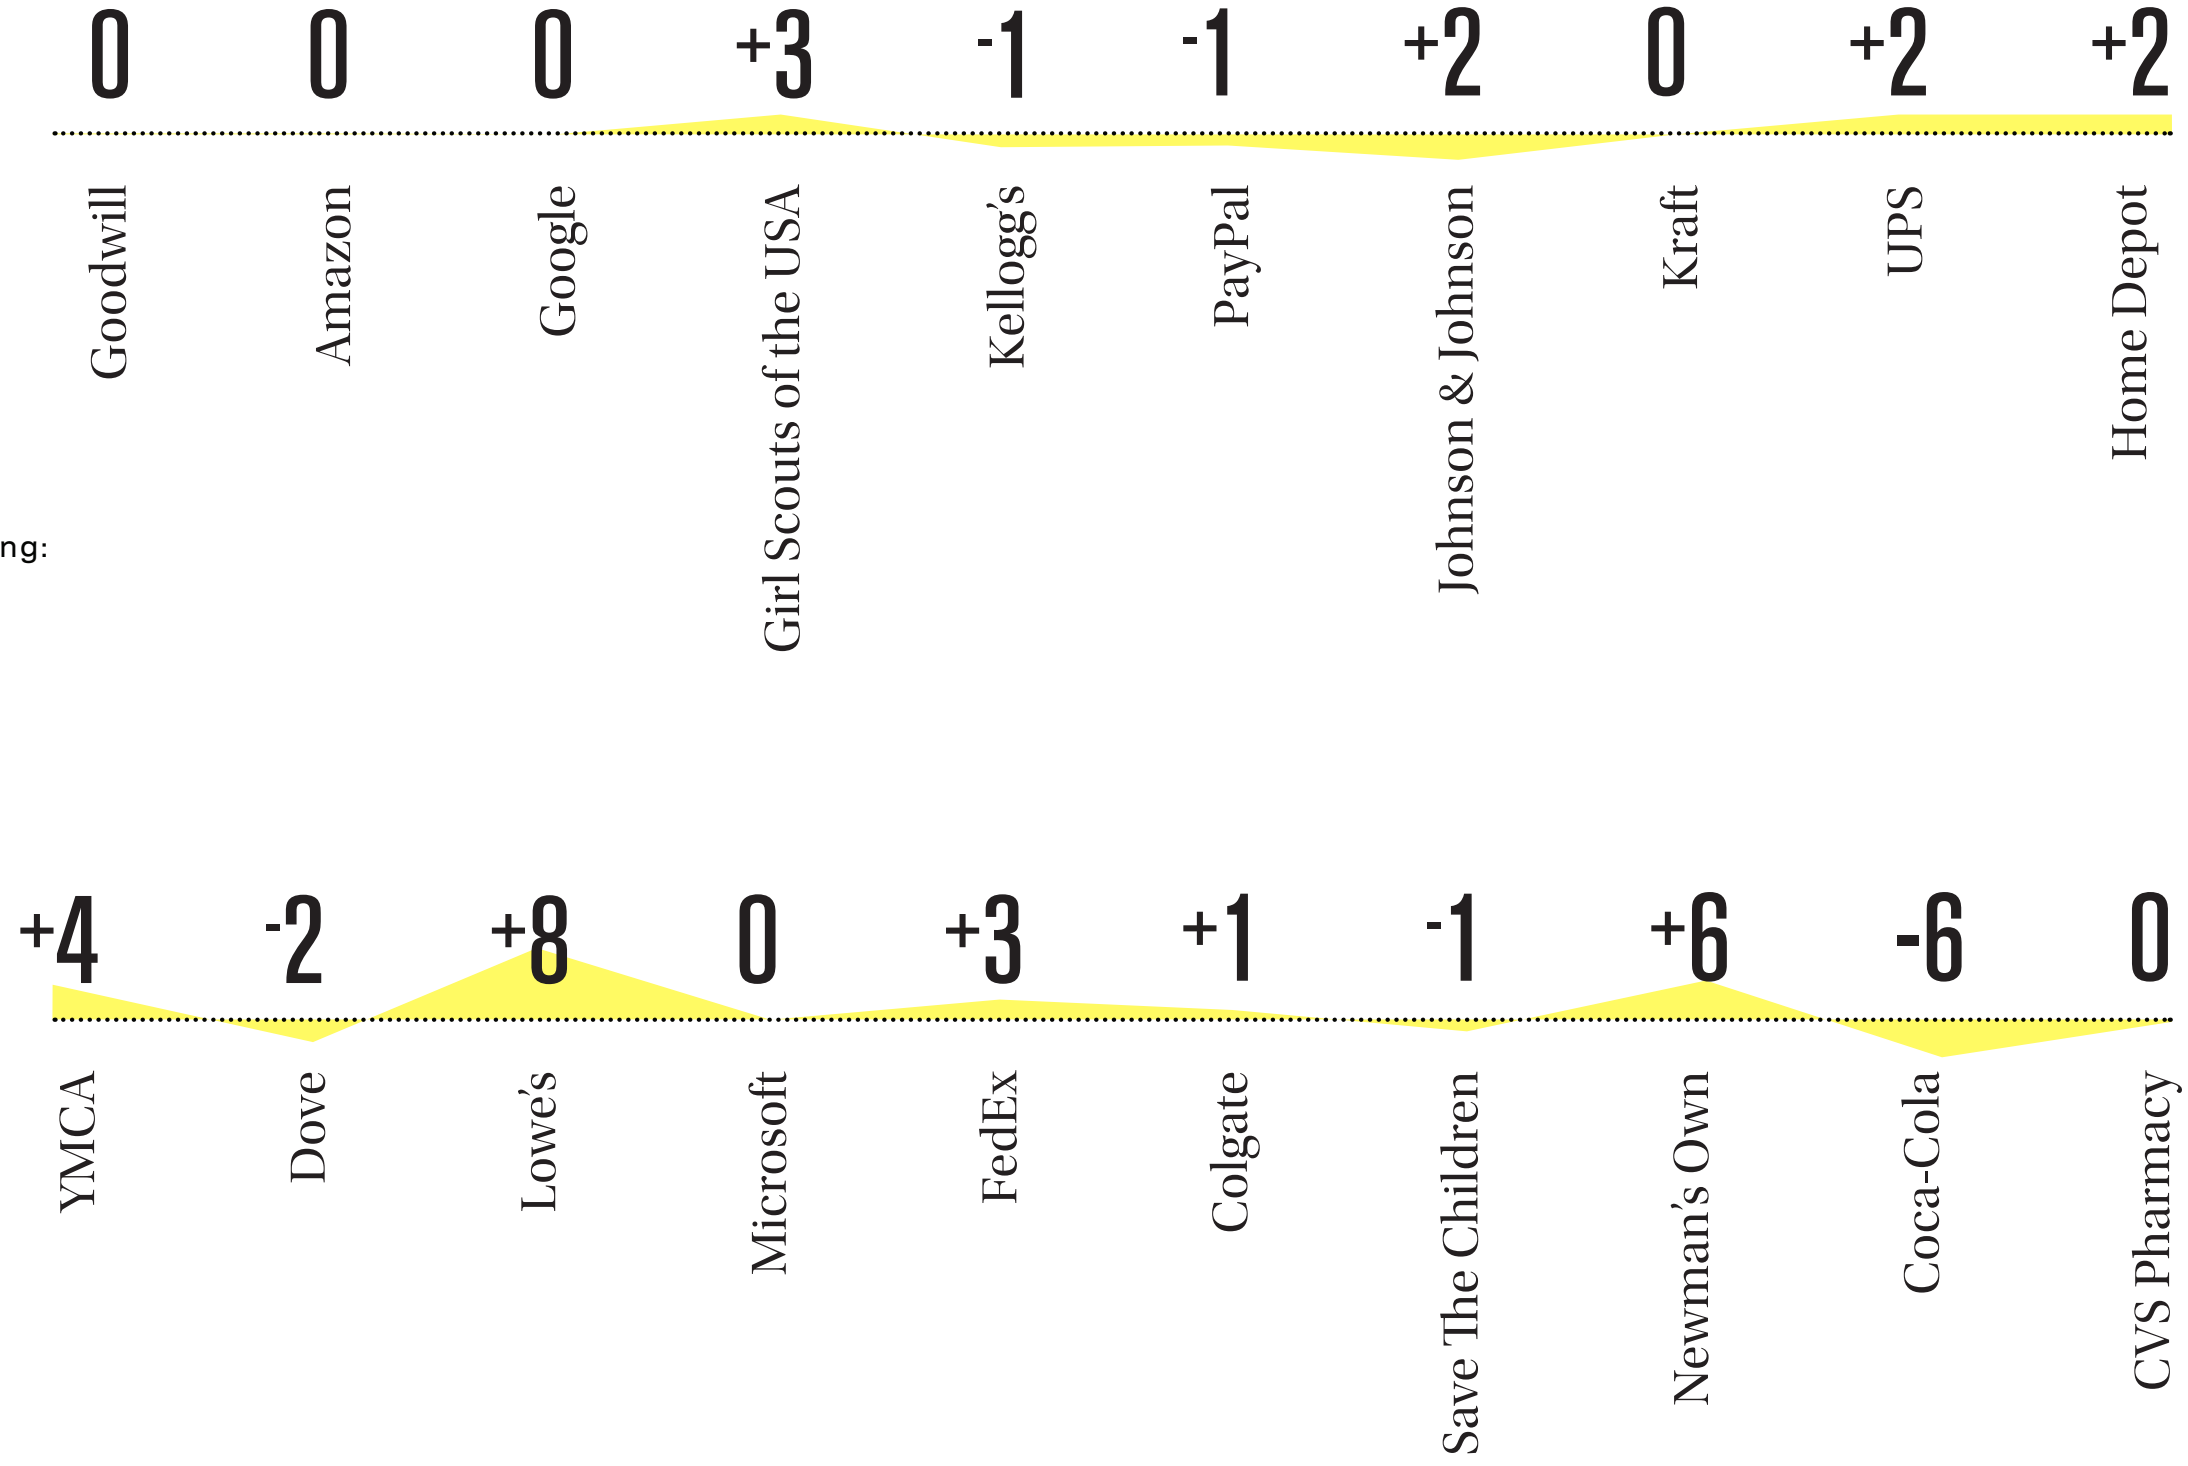 0 0 0 +3 -1 -1 +2 0 +2 +2
Goodwill
Amazon
Google
Girl Scouts of the USA
Kellogg's
PayPal
Johnson & Johnson
Kraft
UPS
Home Depot
ng:
+4 -2 +8 0 +3 +1 -1 +6 -6 0
YMCA
Dove
Lowe's
Microsoft
FedEx
Colgate
Save The Children
Newman's Own
Coca-Cola
CVS Pharmacy